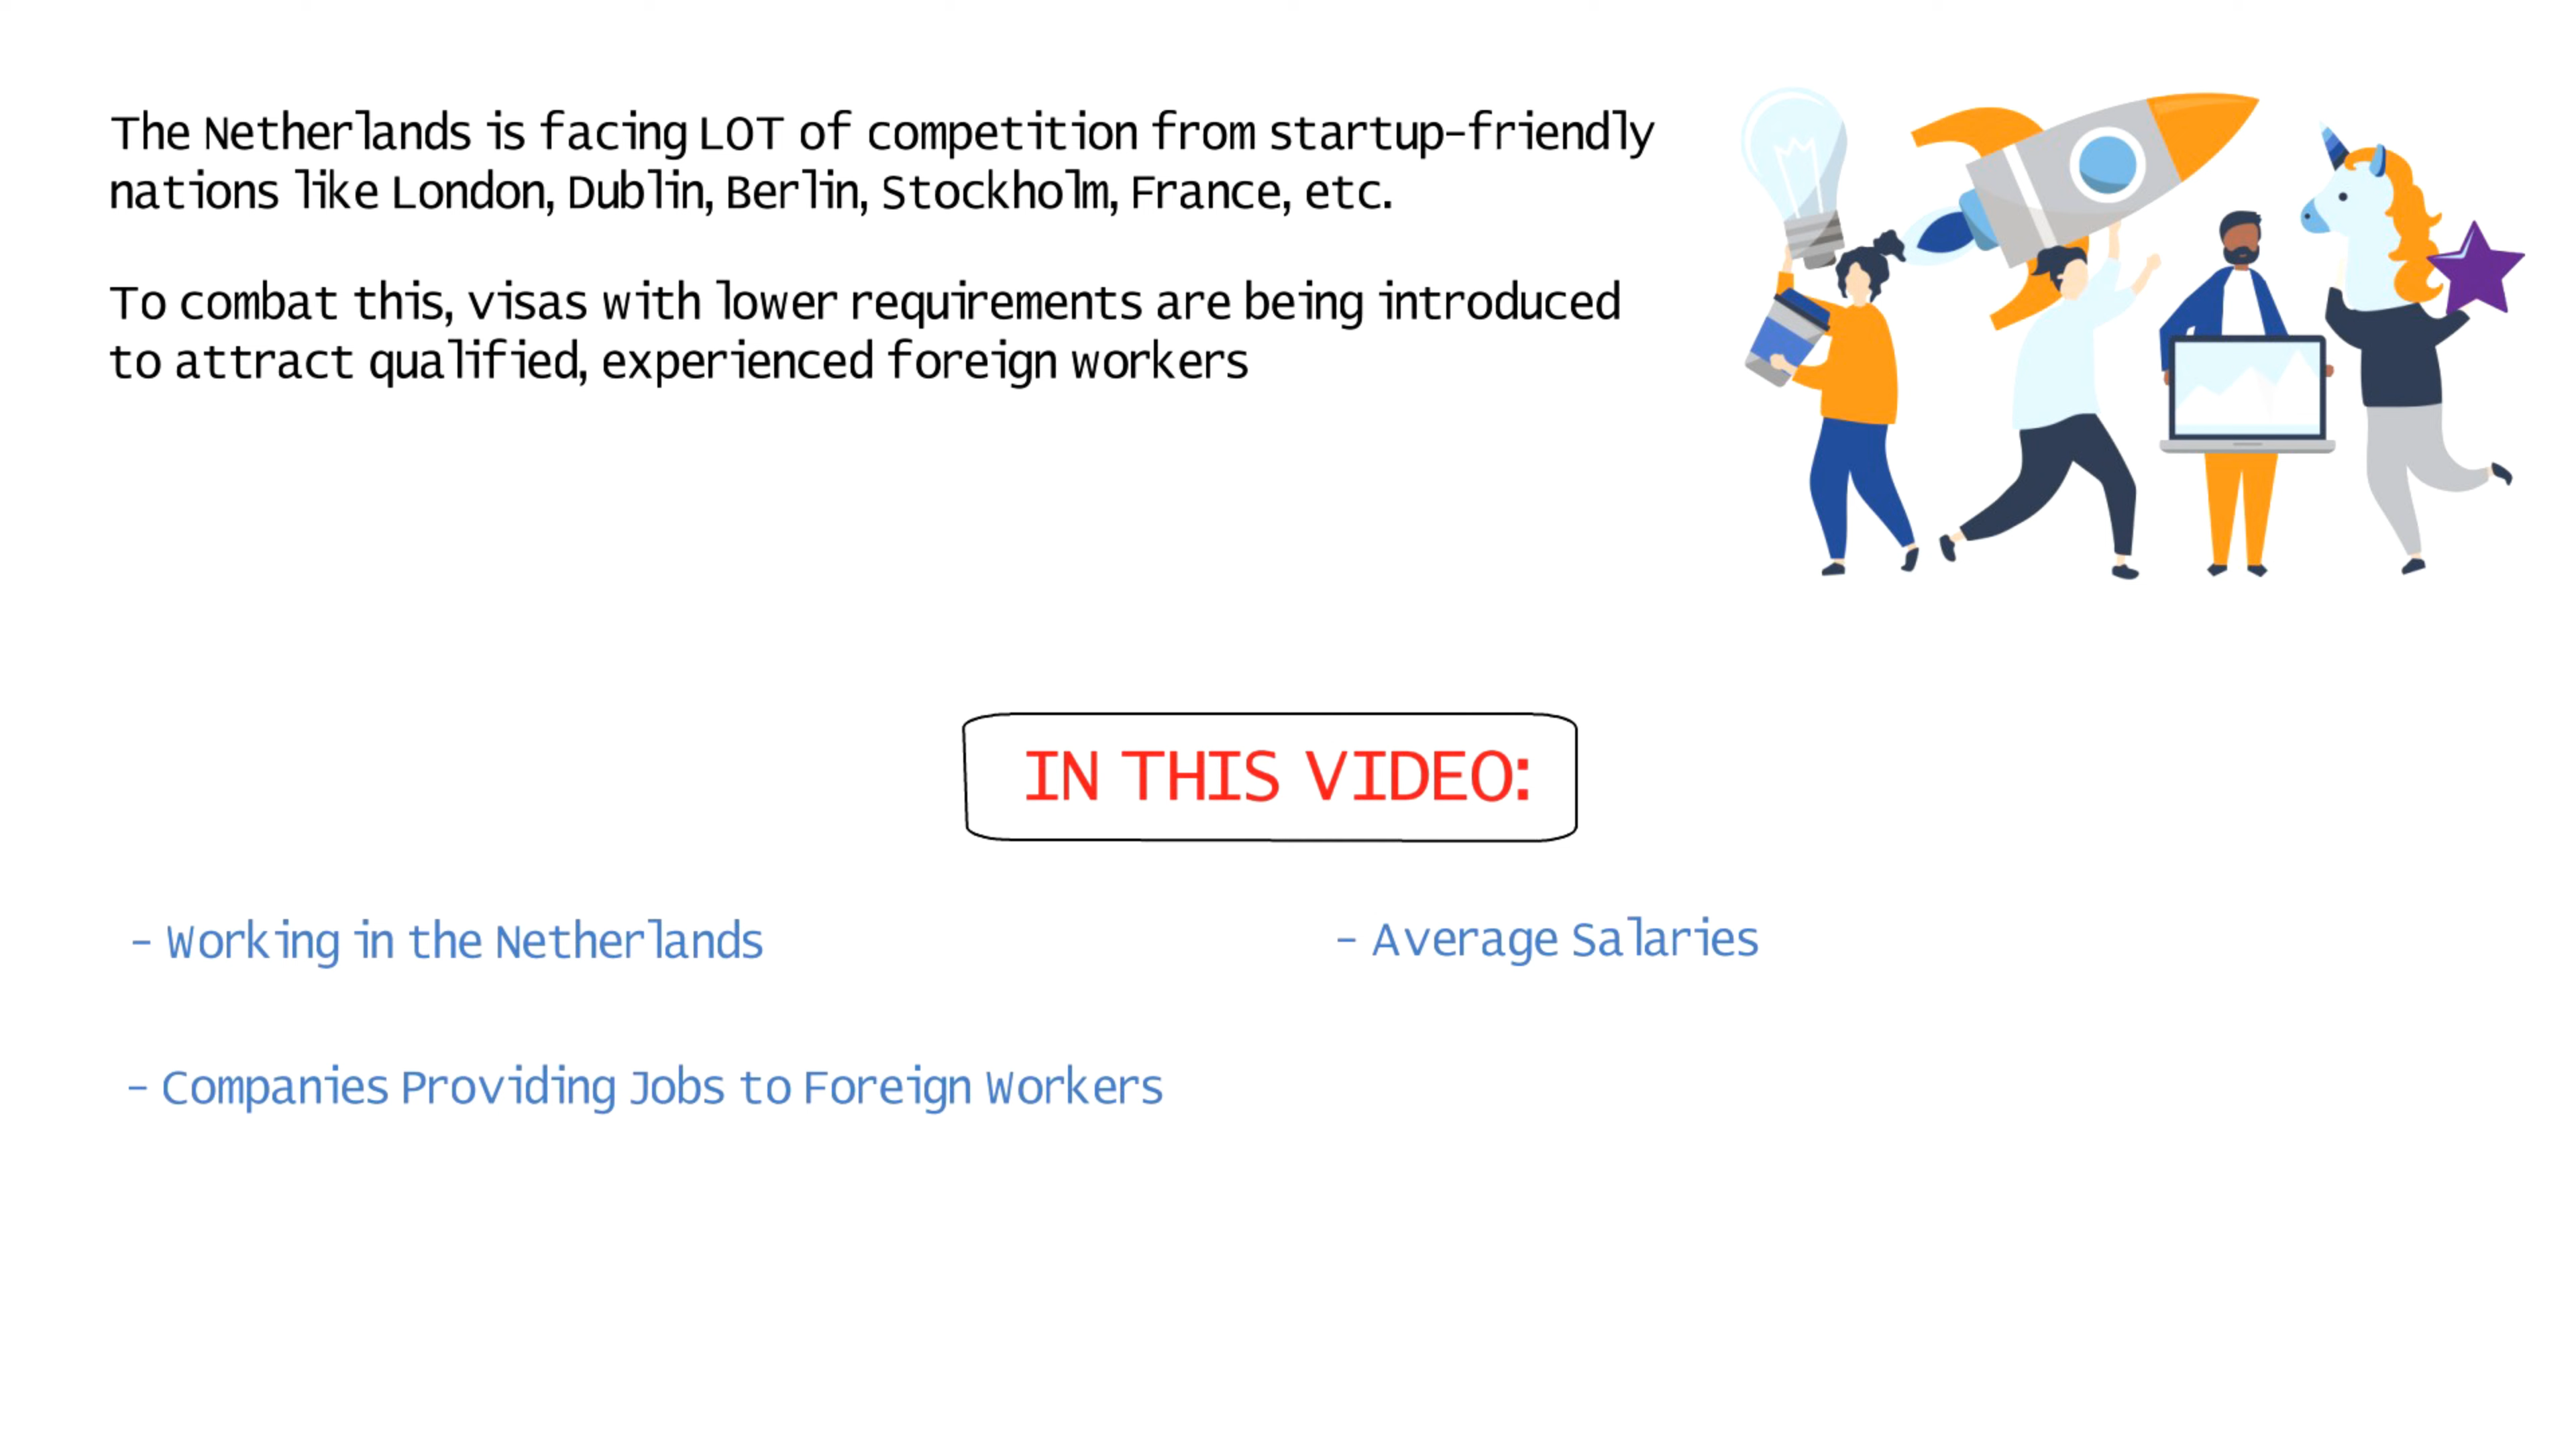 The Netherlands is facing LOT of competition from startup-friendly
nations like London, Dublin, Berlin, Stockholm, France, etc.
To combat this, visas with lower requirements are being introduced
to attract qualified, experienced foreign workers
IN THIS VIDEO:
- Working in the Netherlands
- Average Salaries
- Companies Providing Jobs to Foreign Workers